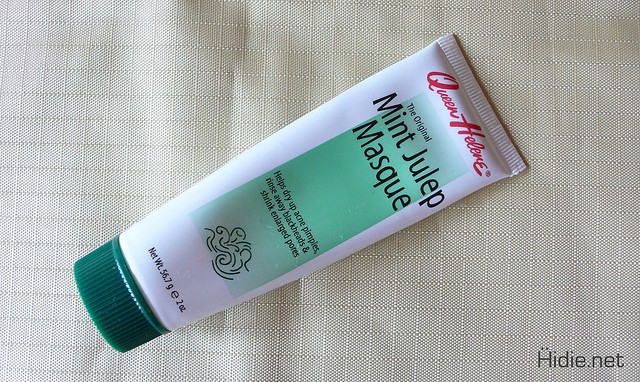 Queen Helene®
The Original
Mint Julep
Masque
Helps dry up acne pimples,
rinse away blackheads &
shrink enlarged pores
Net Wt. 56.7 g e 2 oz.
Hidie.net